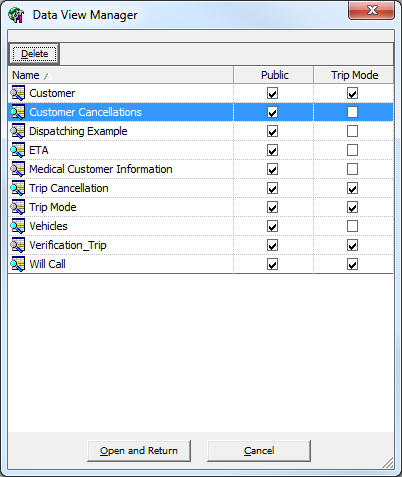 Data View Manager
Delete
Name Public Trip Mode
Customer
Customer Cancellations
Dispatching Example
ETA
Medical Customer Information
Trip Cancellation
Trip Mode
Vehicles
Verification_Trip
Will Call
Open and Return Cancel